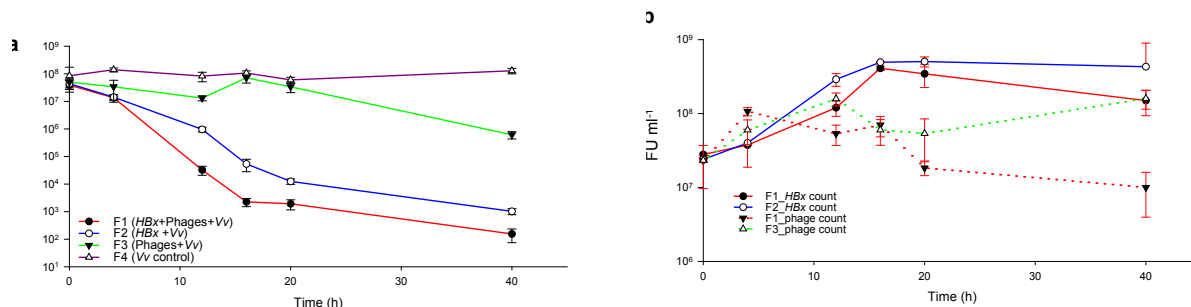 a
10⁹
10⁸
10⁷
10⁶
10⁵
10⁴
10³
10²
10¹
F1 (HBx+Phages+Vv)
F2 (HBx +Vv)
F3 (Phages+Vv)
F4 (Vv control)
0 10 20 30 40
Time (h)
b
10⁹
10⁸
10⁷
10⁶
FU ml⁻¹
F1_HBx count
F2_HBx count
F1_phage count
F3_phage count
0 10 20 30 40
Time (h)